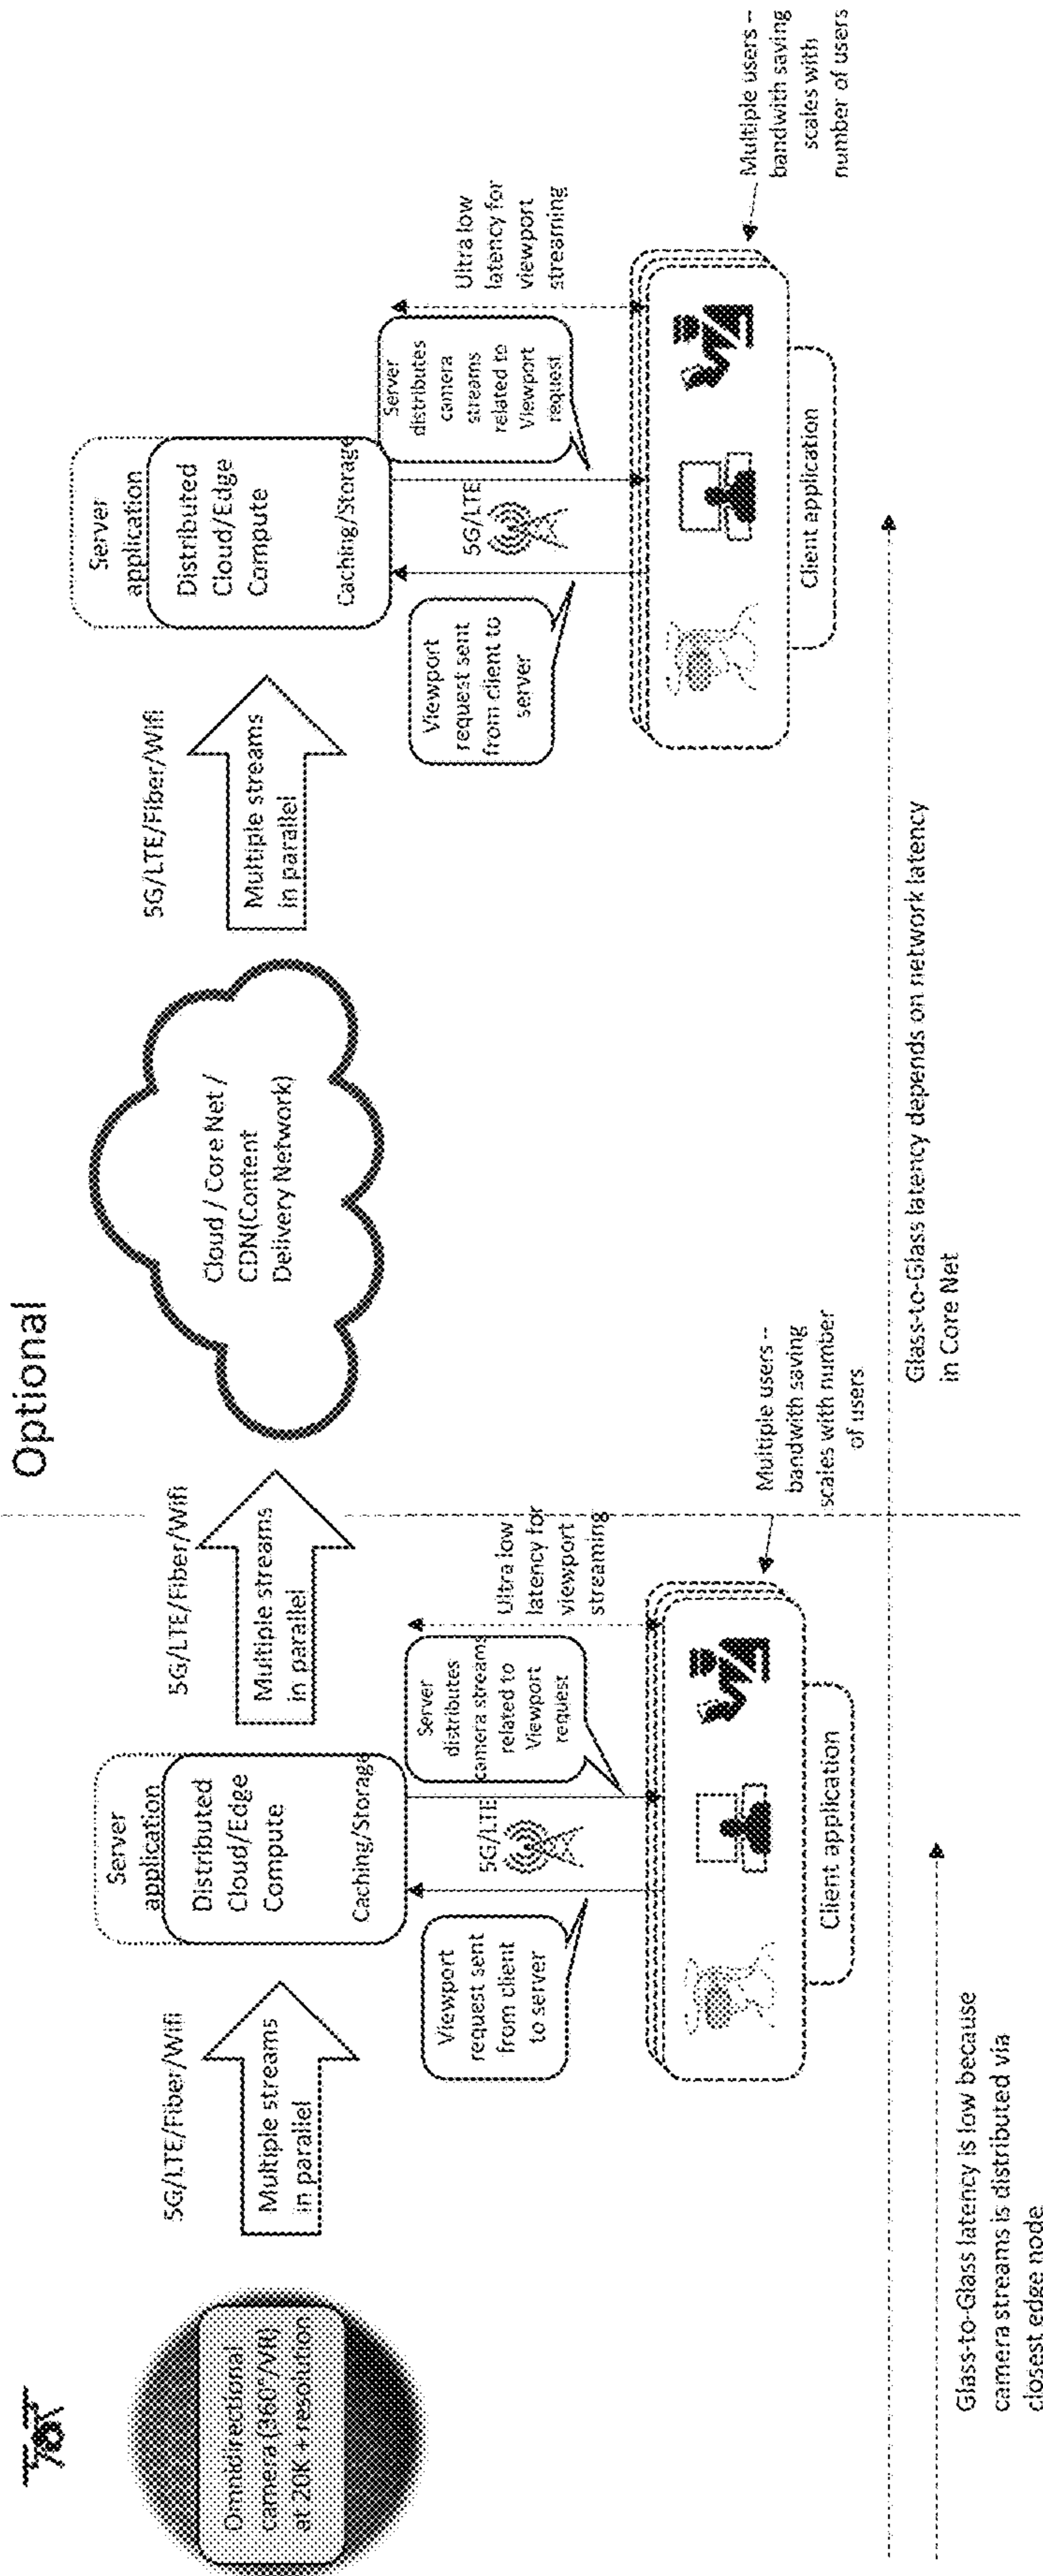 Optional
Omnidirectional
camera (360°/VR)
at 20K + resolution
5G/LTE/Fiber/Wifi
Multiple streams
in parallel
Server
application
Distributed
Cloud/Edge
Compute
Caching/Storage
Viewport
request sent
from client
to server
5G/LTE
Server
distributes
camera streams
related to
Viewport
request
Ultra low
latency for
viewport
streaming
Client application
Multiple users --
bandwith saving
scales with number
of users
5G/LTE/Fiber/Wifi
Multiple streams
in parallel
Cloud / Core Net /
CDN(Content
Delivery Network)
5G/LTE/Fiber/Wifi
Multiple streams
in parallel
Server
application
Distributed
Cloud/Edge
Compute
Caching/Storage
Viewport
request sent
from client to
server
5G/LTE
Server
distributes
camera
streams
related to
Viewport
request
Ultra low
latency for
viewport
streaming
Client application
Multiple users --
bandwith saving
scales with
number of users
Glass-to-Glass latency depends on network latency
in Core Net
Glass-to-Glass latency is low because
camera streams is distributed via
closest edge node